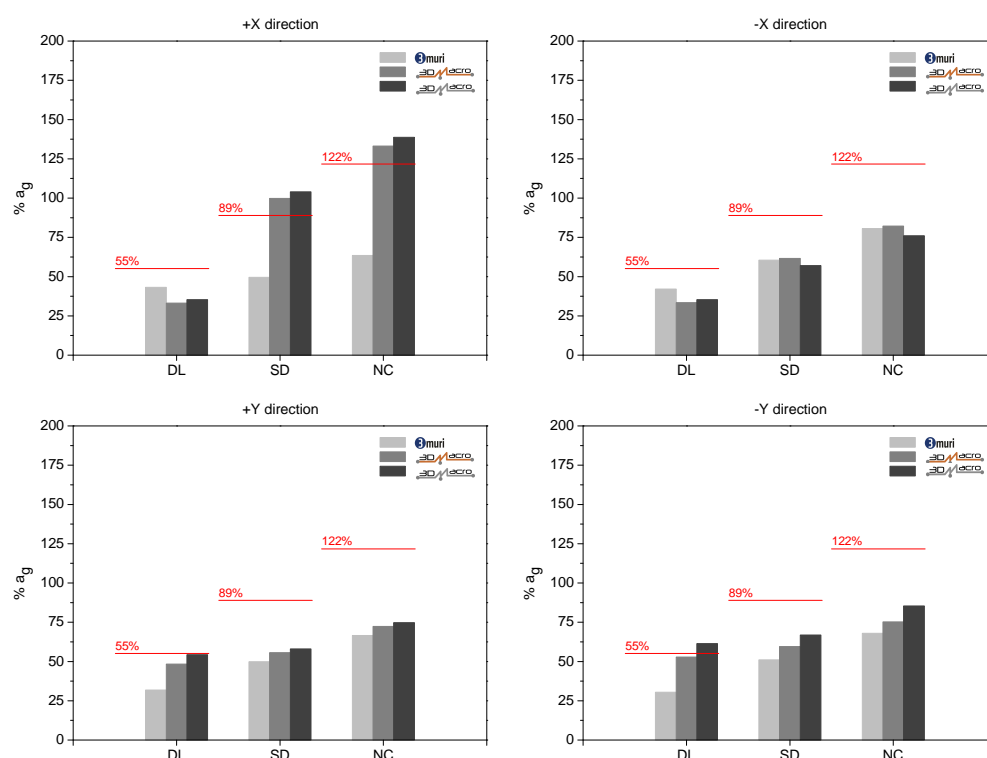 +X direction
200
175
150
125
100
75
50
25
0
% ag
3muri
3DMacro
3DMacro
55%
89%
122%
DL SD NC
-X direction
200
175
150
125
100
75
50
25
0
% ag
3muri
3DMacro
3DMacro
55%
89%
122%
DL SD NC
+Y direction
200
175
150
125
100
75
50
25
0
% ag
3muri
3DMacro
3DMacro
55%
89%
122%
DL SD NC
-Y direction
200
175
150
125
100
75
50
25
0
% ag
3muri
3DMacro
3DMacro
55%
89%
122%
DL SD NC